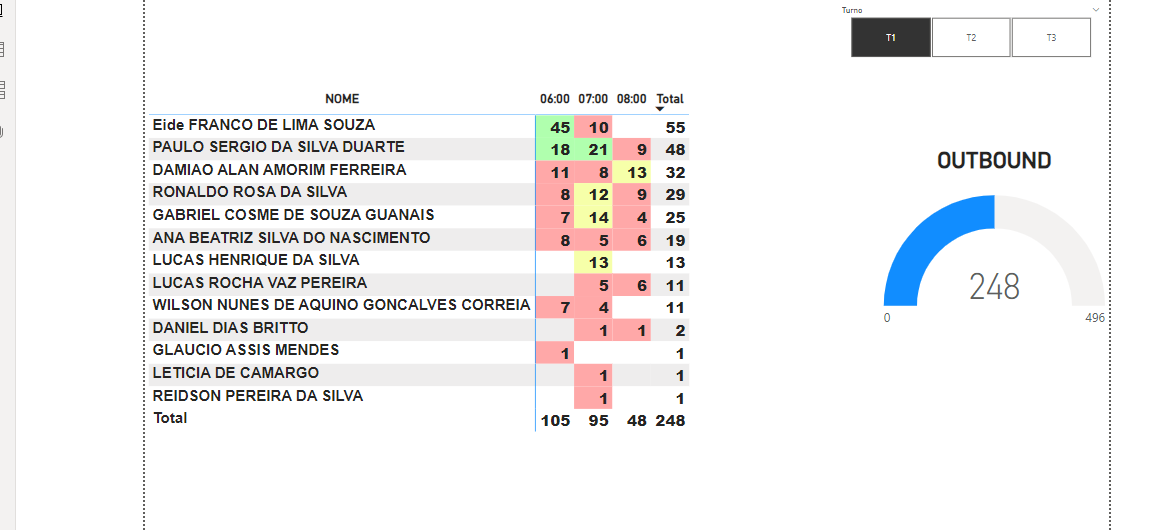 Turno
T1 T2 T3
NOME 06:00 07:00 08:00 Total
Eide FRANCO DE LIMA SOUZA 45 10 55
PAULO SERGIO DA SILVA DUARTE 18 21 9 48
DAMIAO ALAN AMORIM FERREIRA 11 8 13 32
RONALDO ROSA DA SILVA 8 12 9 29
GABRIEL COSME DE SOUZA GUANAIS 7 14 4 25
ANA BEATRIZ SILVA DO NASCIMENTO 8 5 6 19
LUCAS HENRIQUE DA SILVA 13 13
LUCAS ROCHA VAZ PEREIRA 5 6 11
WILSON NUNES DE AQUINO GONCALVES CORREIA 7 4 11
DANIEL DIAS BRITTO 1 1 2
GLAUCIO ASSIS MENDES 1 1
LETICIA DE CAMARGO 1 1
REIDSON PEREIRA DA SILVA 1 1
Total 105 95 48 248
OUTBOUND
248
0 496